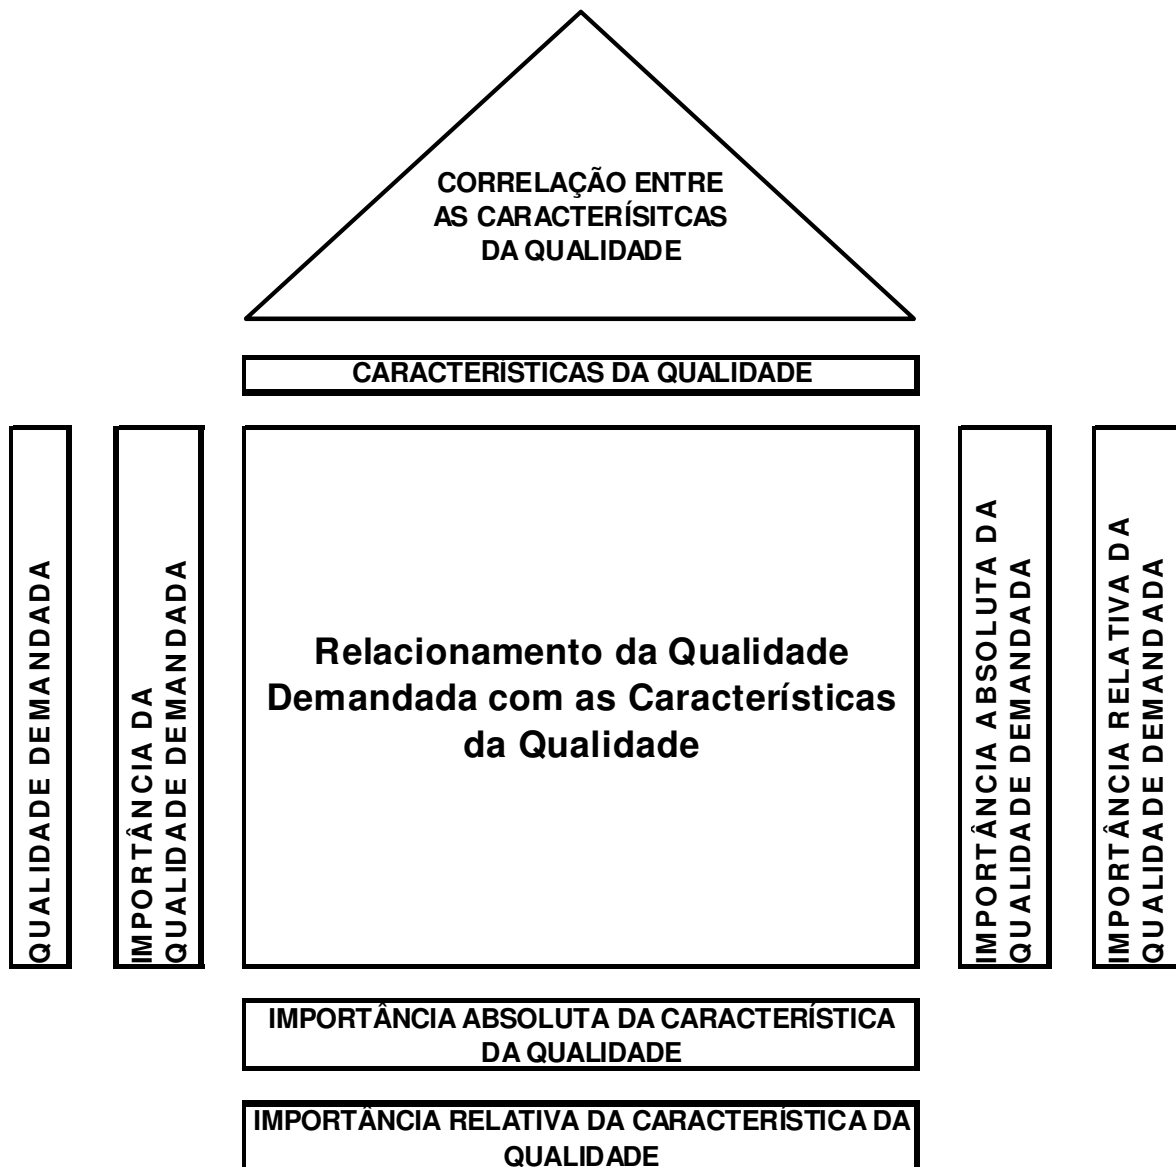 CORRELAÇÃO ENTRE
AS CARACTERÍSITCAS
DA QUALIDADE
CARACTERÍSTICAS DA QUALIDADE
QUALIDADE DEMANDADA
IMPORTÂNCIA DA
QUALIDADE DEMANDADA
Relacionamento da Qualidade
Demandada com as Características
da Qualidade
IMPORTÂNCIA ABSOLUTA DA
QUALIDADE DEMANDADA
IMPORTÂNCIA RELATIVA DA
QUALIDADE DEMANDADA
IMPORTÂNCIA ABSOLUTA DA CARACTERÍSTICA
DA QUALIDADE
IMPORTÂNCIA RELATIVA DA CARACTERÍSTICA DA
QUALIDADE